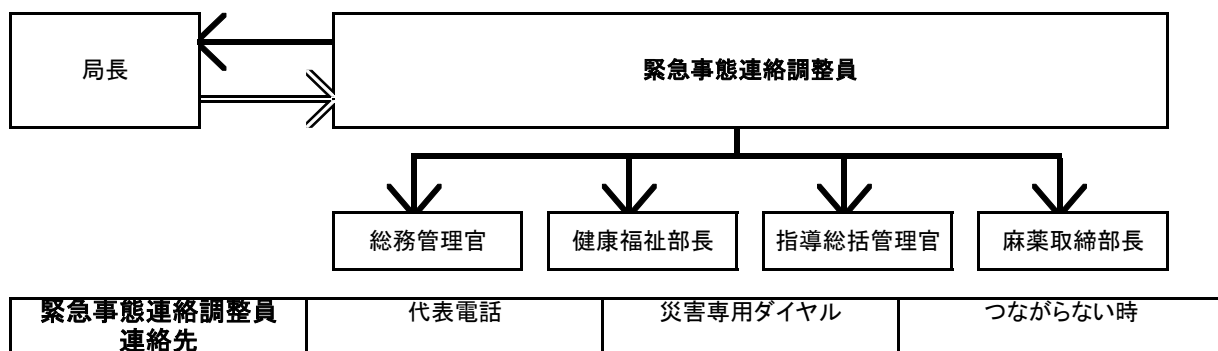 局長
緊急事態連絡調整員
総務管理官
健康福祉部長
指導総括管理官
麻薬取締部長
緊急事態連絡調整員
連絡先
代表電話
災害専用ダイヤル
つながらない時